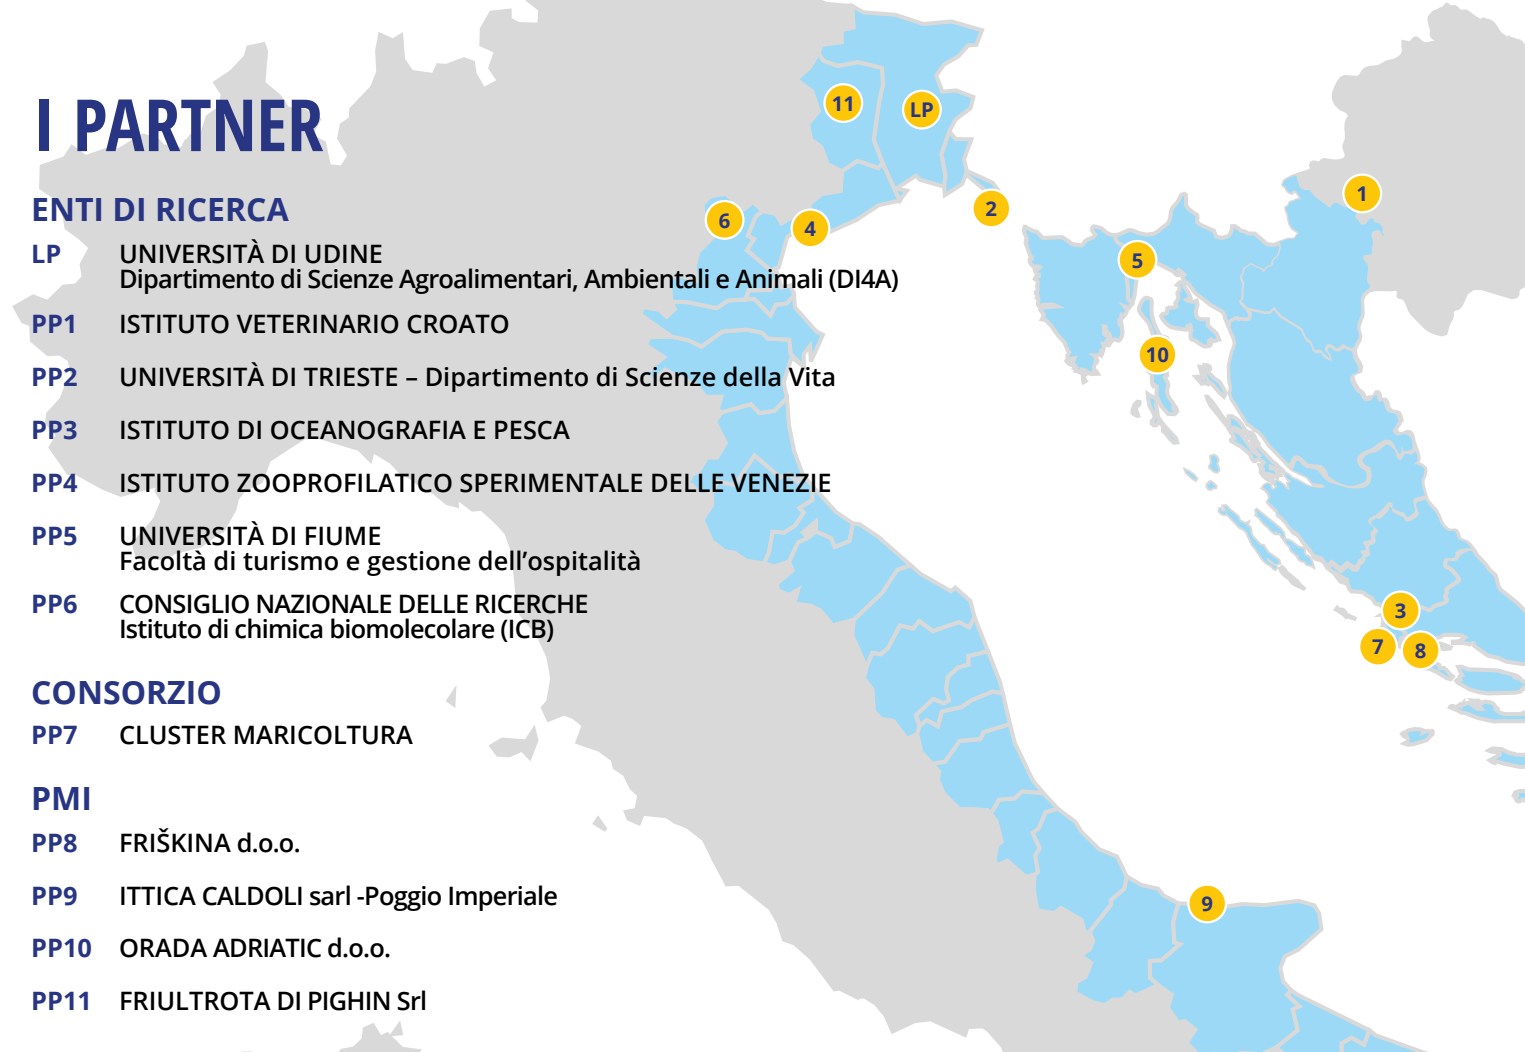 I PARTNER
ENTI DI RICERCA
LP UNIVERSITÀ DI UDINE
Dipartimento di Scienze Agroalimentari, Ambientali e Animali (DI4A)
PP1 ISTITUTO VETERINARIO CROATO
PP2 UNIVERSITÀ DI TRIESTE – Dipartimento di Scienze della Vita
PP3 ISTITUTO DI OCEANOGRAFIA E PESCA
PP4 ISTITUTO ZOOPROFILATICO SPERIMENTALE DELLE VENEZIE
PP5 UNIVERSITÀ DI FIUME
Facoltà di turismo e gestione dell’ospitalità
PP6 CONSIGLIO NAZIONALE DELLE RICERCHE
Istituto di chimica biomolecolare (ICB)
CONSORZIO
PP7 CLUSTER MARICOLTURA
PMI
PP8 FRIŠKINA d.o.o.
PP9 ITTICA CALDOLI sarl -Poggio Imperiale
PP10 ORADA ADRIATIC d.o.o.
PP11 FRIULTROTA DI PIGHIN Srl
11
LP
1
2
6
4
5
10
3
7
8
9